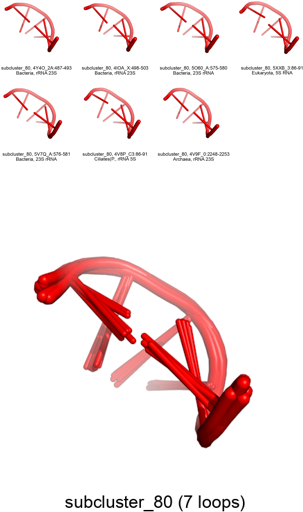 subcluster_80, 4Y4O_2A:487-493
Bacteria, rRNA 23S
subcluster_80, 4IOA_X:498-503
Bacteria, rRNA 23S
subcluster_80, 5O60_A:575-580
Bacteria, 23S rRNA
subcluster_80, 5XXB_3:86-91
Eukaryota, 5S RNA
subcluster_80, 5V7Q_A:576-581
Bacteria, 23S rRNA
subcluster_80, 4V8P_C3:86-91
Ciliates(P, rRNA 5S
subcluster_80, 4V9F_0:2248-2253
Archaea, rRNA 23S
subcluster_80 (7 loops)